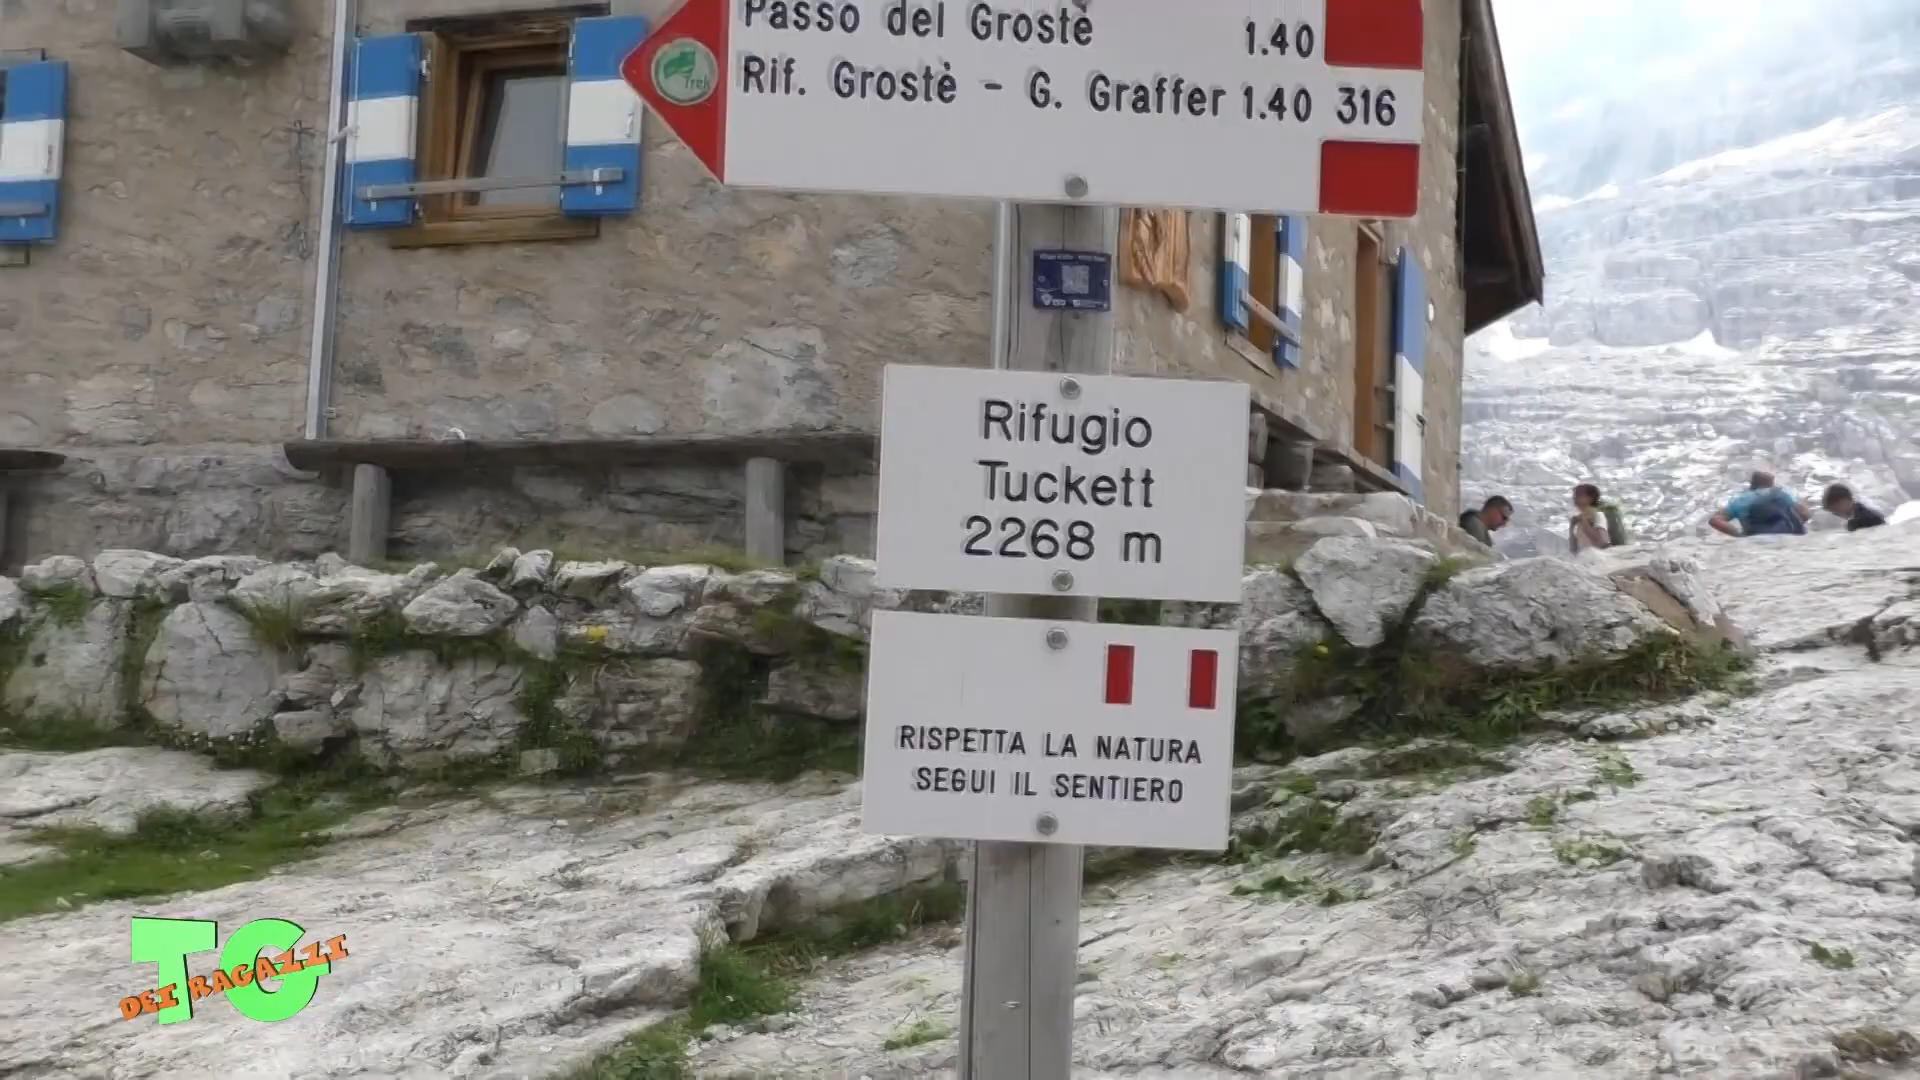 Passo del Grostè 1.40
Rif. Grostè - G. Graffer 1.40 316
Trek
Rifugio
Tuckett
2268 m
RISPETTA LA NATURA
SEGUI IL SENTIERO
TG
DEI RAGAZZI